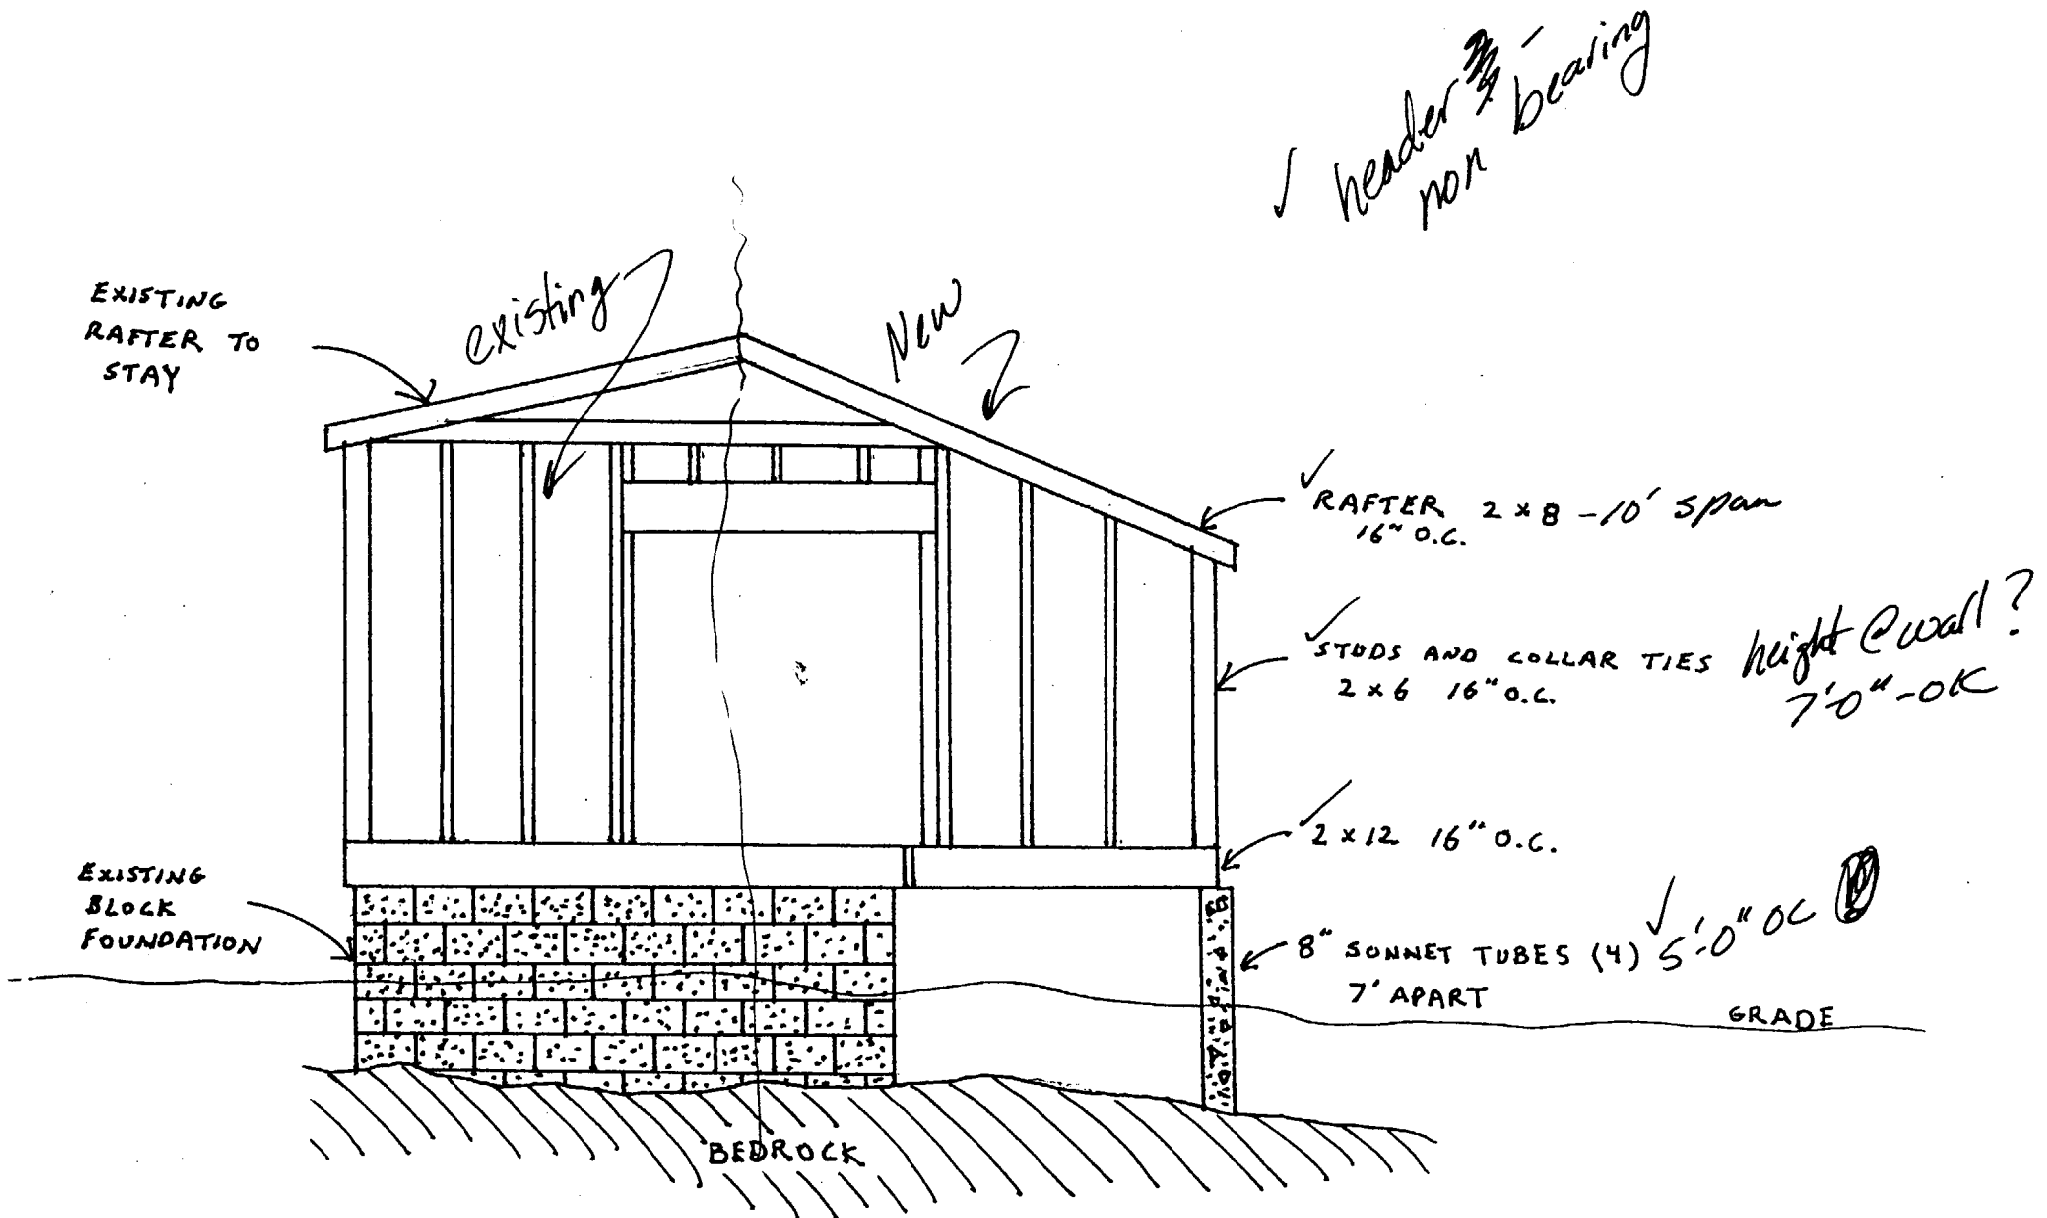 header - bearing
non
existing
New
EXISTING
RAFTER TO
STAY
RAFTER 2 x 8 - 10' span
16" O.C.
STUDS AND COLLAR TIES height @ wall?
2 x 6 16" O.C. 7'-0" - OK
2 x 12 16" O.C.
EXISTING
BLOCK
FOUNDATION
8" SONNET TUBES (4) 5'-0" OC
7' APART
GRADE
BEDROCK